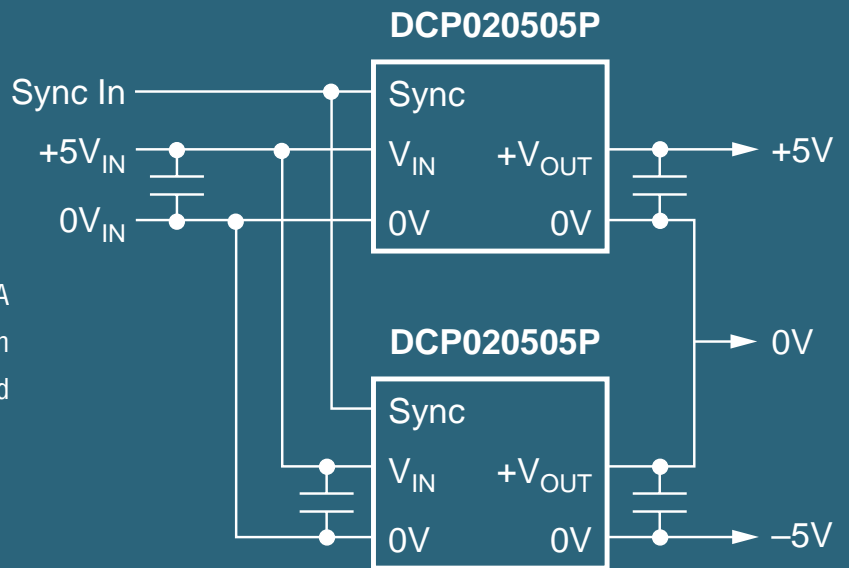 DCP020505P
Sync In
Sync
+5VIN
VIN
+VOUT
+5V
0VIN
0V
0V
A
n
d
DCP020505P
0V
Sync
VIN
+VOUT
0V
0V
–5V